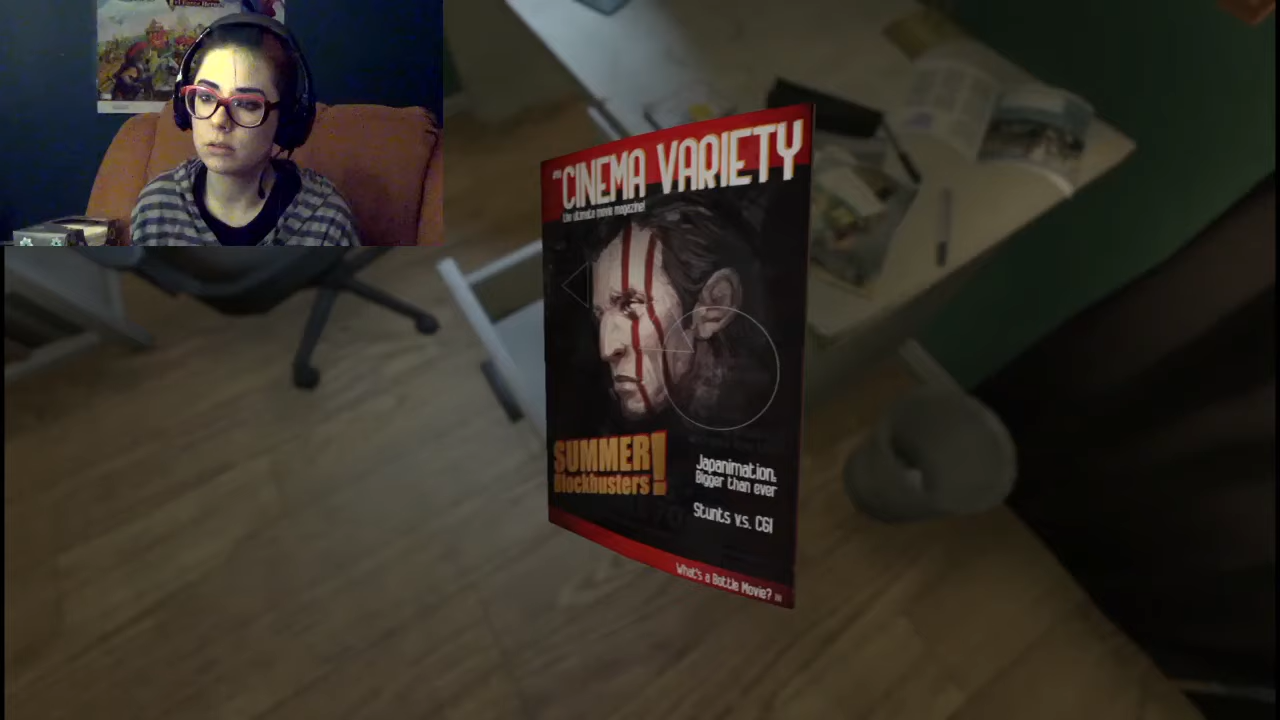 CINEMA VARIETY
the ultimate movie magazine!
SUMMER!
Blockbusters
Japanimation:
Bigger than ever
Stunts v.s. CGI
What's a Bottle Movie?